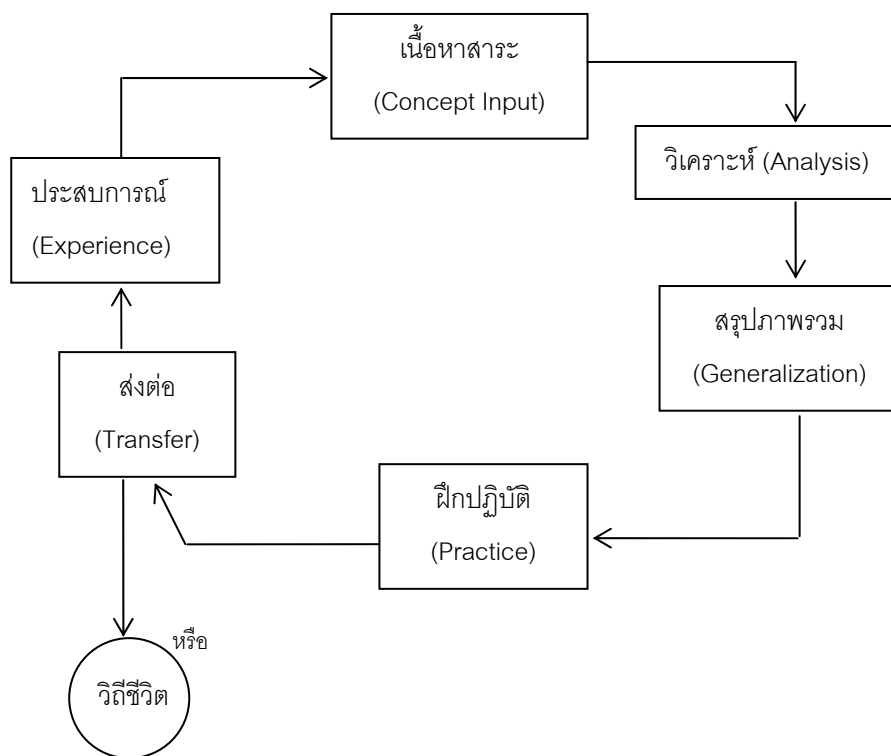 เนื้อหาสาระ
(Concept Input)
วิเคราะห์ (Analysis)
ประสบการณ์
(Experience)
สรุปภาพรวม
(Generalization)
ส่งต่อ
(Transfer)
ฝึกปฏิบัติ
(Practice)
หรือ
วิถีชีวิต